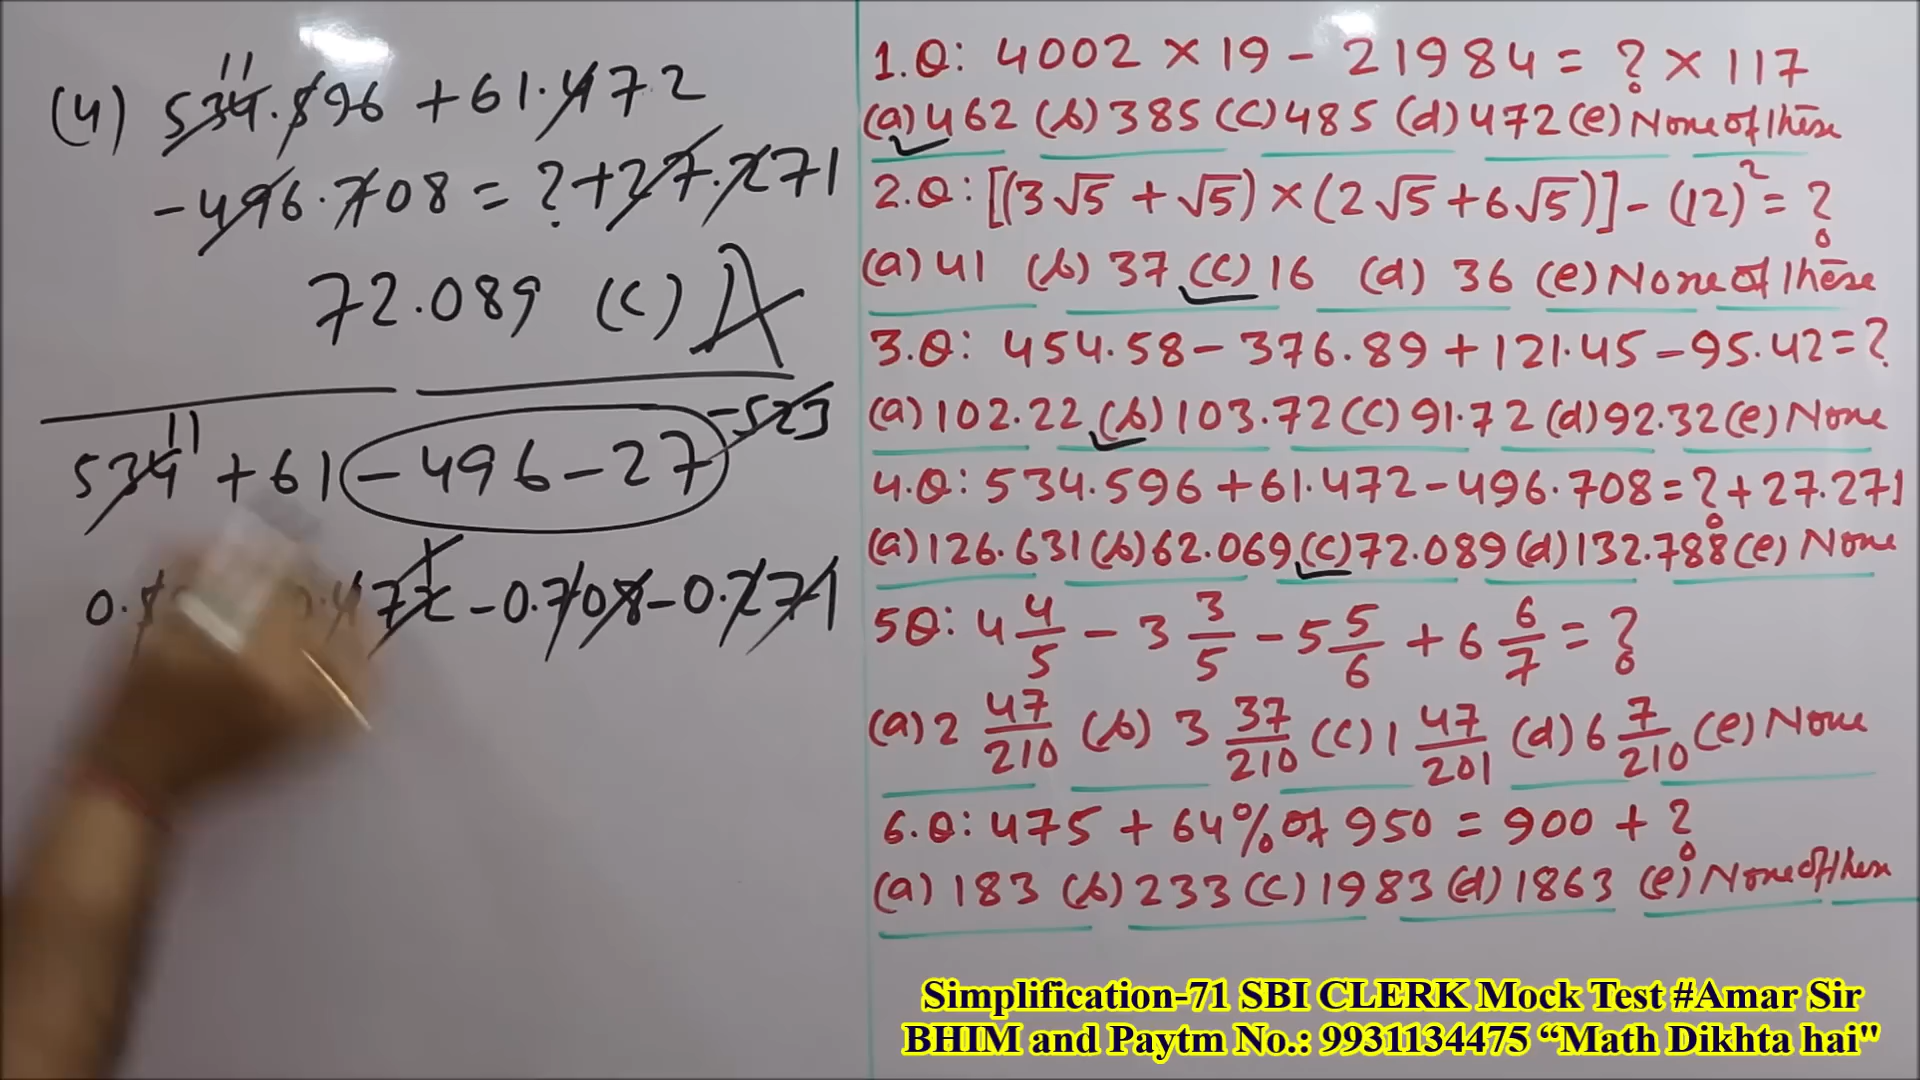 (4) 534.596 + 61.472
11
- 496.708 = ? + 27.271
72.089 (C)
11
534 + 61 - 496 - 27
-523
0. 72 - 0.708 - 0.271
1.Q: 4002 × 19 - 21984 = ? × 117
(a) 462 (b) 385 (C) 485 (d) 472 (e) None of These
2.Q: [(3√5 + √5) × (2√5 + 6√5)] - (12)² = ?
(a) 41 (b) 37 (C) 16 (d) 36 (e) None of These
3.Q: 454.58 - 376.89 + 121.45 - 95.42 = ?
(a) 102.22 (b) 103.72 (C) 91.72 (d) 92.32 (e) None
4.Q: 534.596 + 61.472 - 496.708 = ? + 27.271
(a) 126.631 (b) 62.069 (C) 72.089 (d) 132.788 (e) None
5Q: 4 4/5 - 3 3/5 - 5 5/6 + 6 6/7 = ?
(a) 2 47/210 (b) 3 37/210 (C) 1 47/201 (d) 6 7/210 (e) None
6.Q: 475 + 64% of 950 = 900 + ?
(a) 183 (b) 233 (C) 1983 (d) 1863 (e) None of these
Simplification-71 SBI CLERK Mock Test #Amar Sir
BHIM and Paytm No.: 9931134475 “Math Dikhta hai"